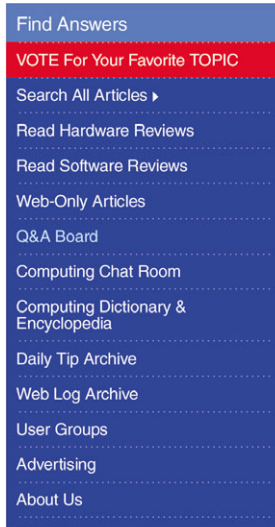 Find Answers
VOTE For Your Favorite TOPIC
Search All Articles ▸
Read Hardware Reviews
Read Software Reviews
Web-Only Articles
Q&A Board
Computing Chat Room
Computing Dictionary &
Encyclopedia
Daily Tip Archive
Web Log Archive
User Groups
Advertising
About Us